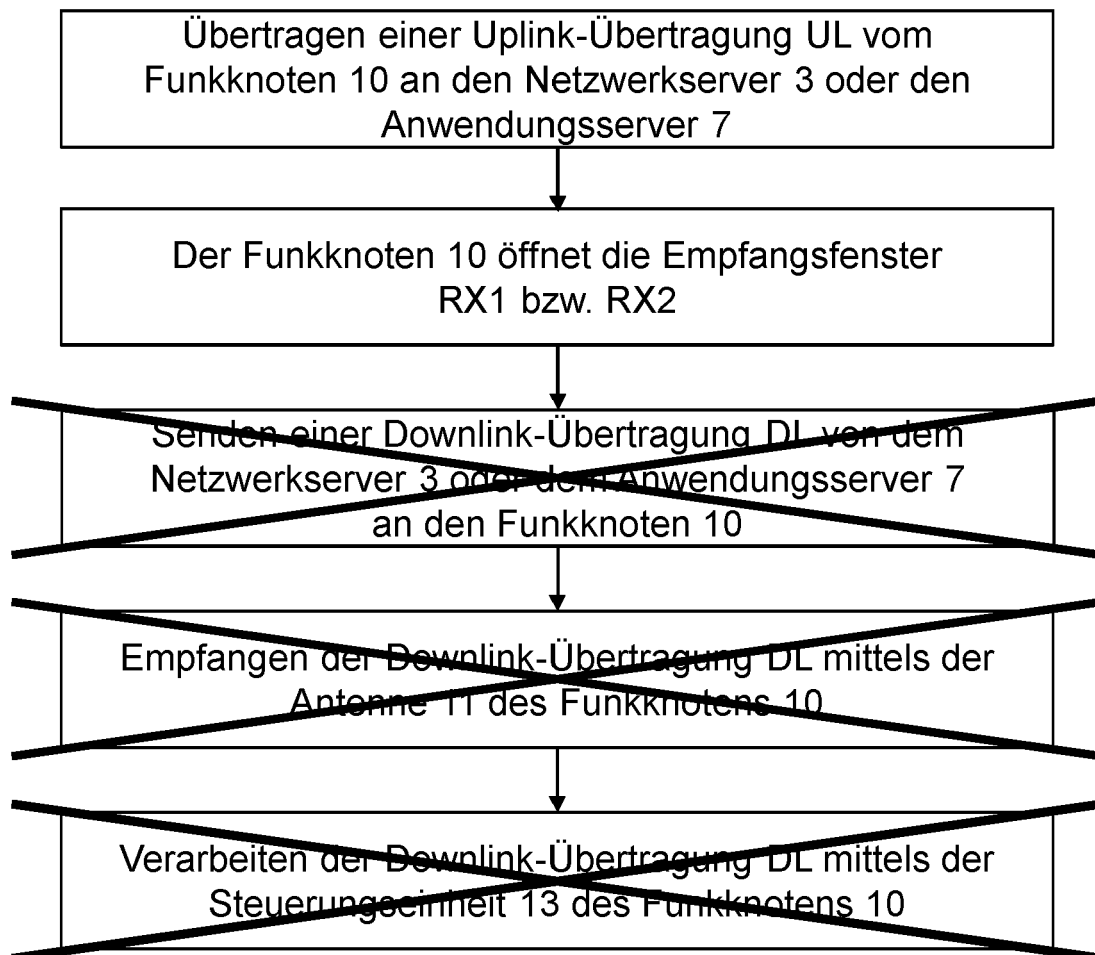 Übertragen einer Uplink-Übertragung UL vom
Funkknoten 10 an den Netzwerkserver 3 oder den
Anwendungsserver 7
Der Funkknoten 10 öffnet die Empfangsfenster
RX1 bzw. RX2
Senden einer Downlink-Übertragung DL von dem
Netzwerkserver 3 oder dem Anwendungsserver 7
an den Funkknoten 10
Empfangen der Downlink-Übertragung DL mittels der
Antenne 11 des Funkknotens 10
Verarbeiten der Downlink-Übertragung DL mittels der
Steuerungseinheit 13 des Funkknotens 10